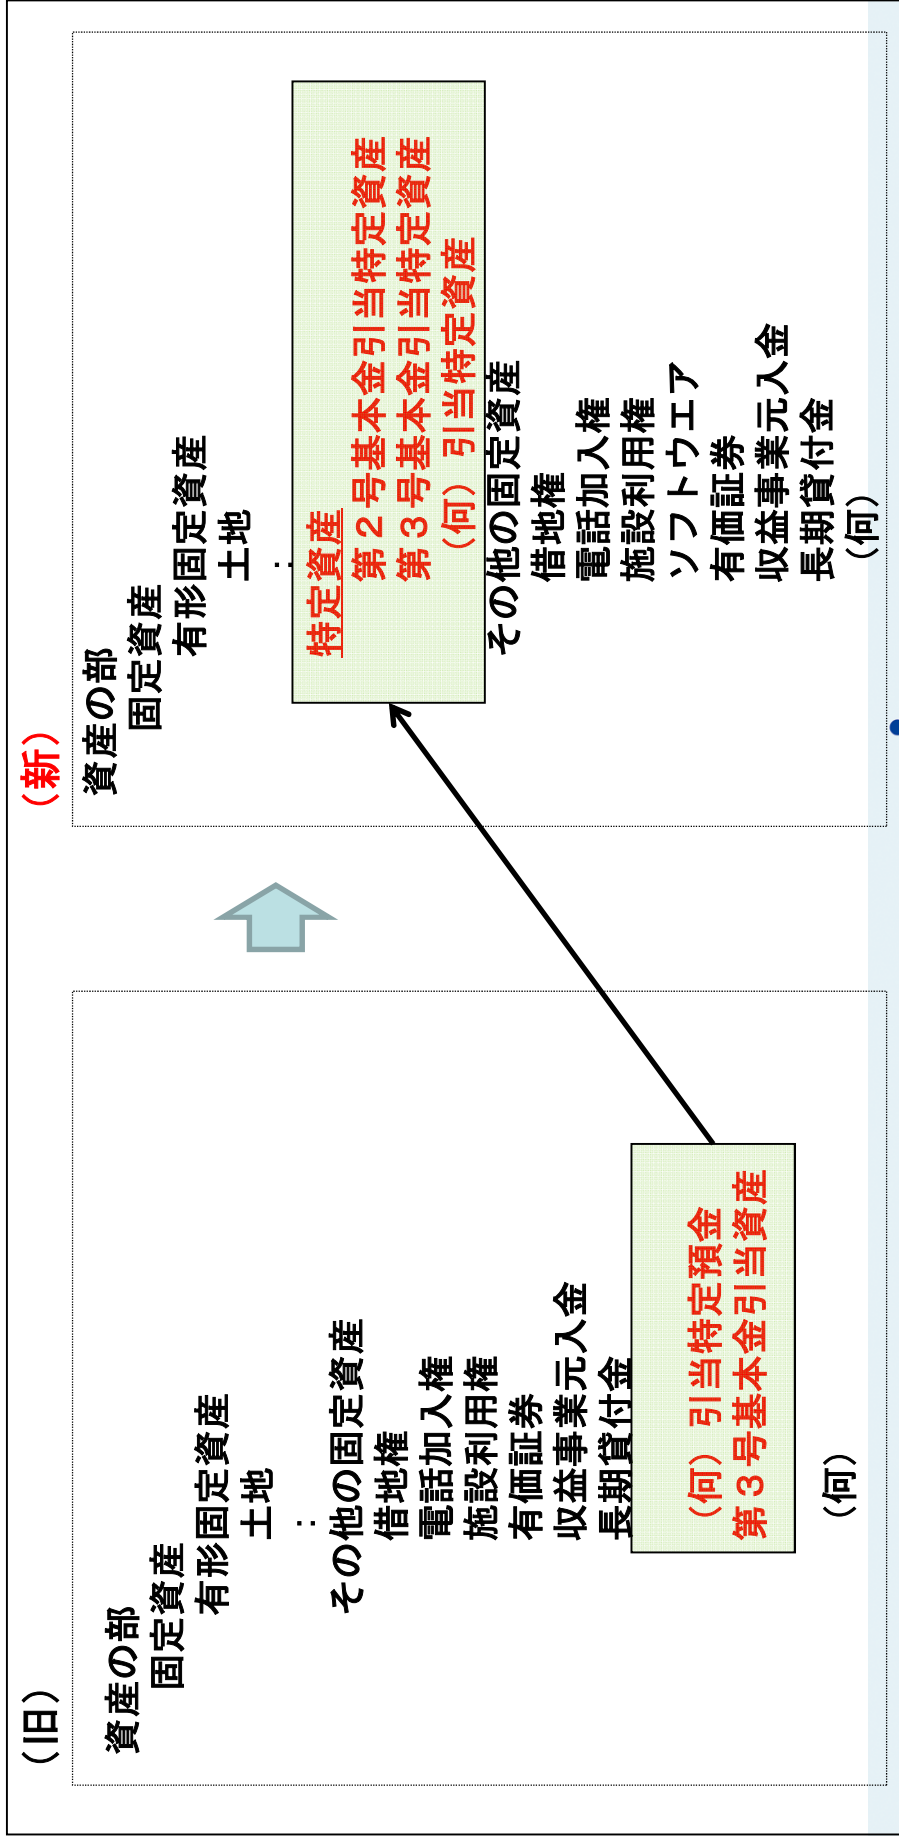 （旧）
資産の部
固定資産
有形固定資産
土地
：
その他の固定資産
借地権
電話加入権
施設利用権
有価証券
収益事業元入金
長期貸付金
（何）引当特定預金
第３号基本金引当資産
（何）
（新）
資産の部
固定資産
有形固定資産
土地
：
特定資産
第２号基本金引当特定資産
第３号基本金引当特定資産
（何）引当特定資産
その他の固定資産
借地権
電話加入権
施設利用権
ソフトウエア
有価証券
収益事業元入金
長期貸付金
（何）